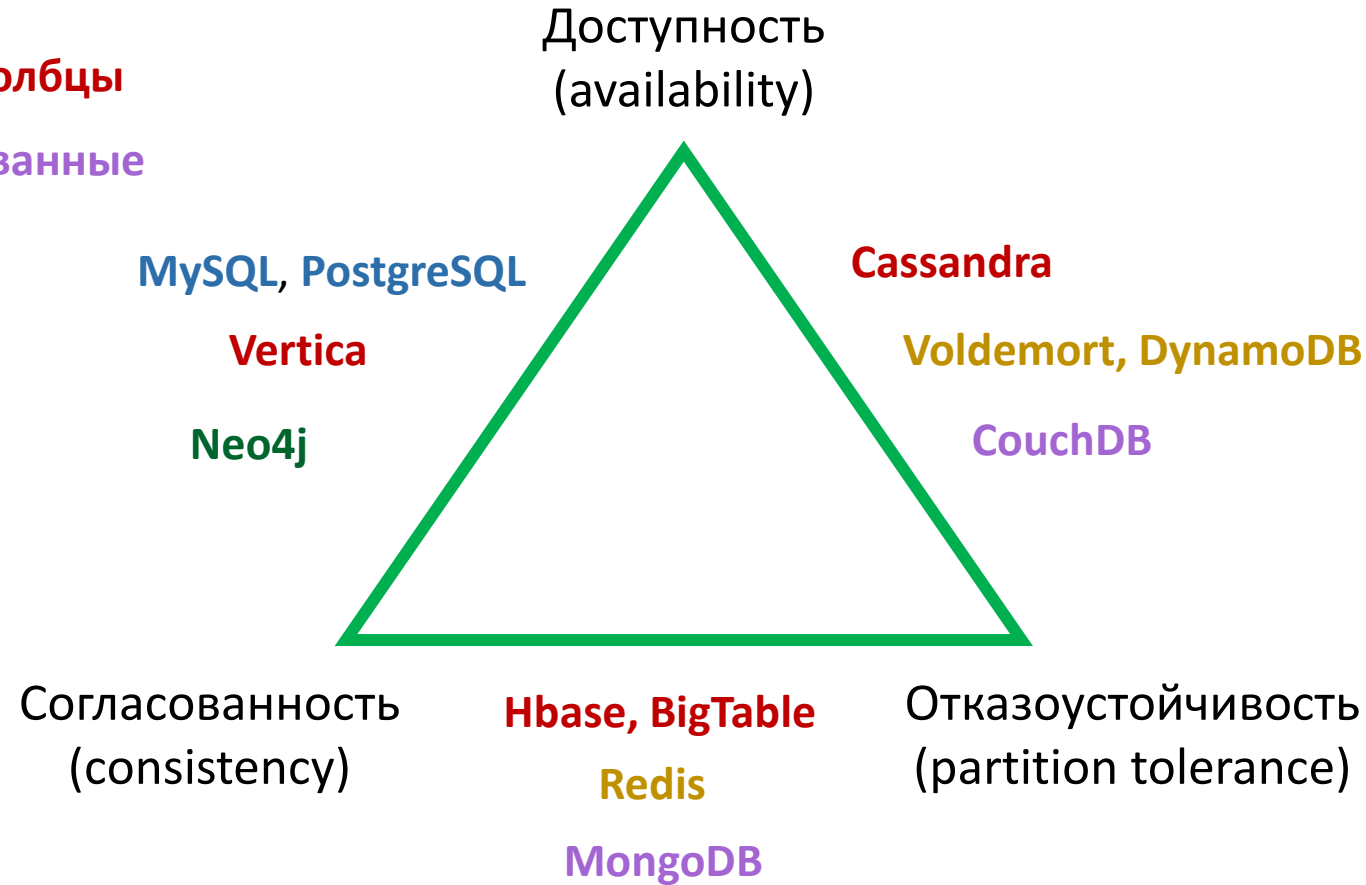 Доступность
(availability)
олбцы
ванные
MySQL, PostgreSQL
Cassandra
Vertica
Voldemort, DynamoDB
Neo4j
CouchDB
Согласованность
(consistency)
Hbase, BigTable
Redis
MongoDB
Отказоустойчивость
(partition tolerance)